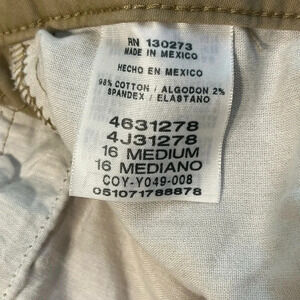 RN 130273
MADE IN MEXICO
HECHO EN MEXICO
98% COTTON / ALGODON 2%
SPANDEX / ELASTANO
4631278
4J31278
16 MEDIUM
16 MEDIANO
COY-Y049-008
051071788878